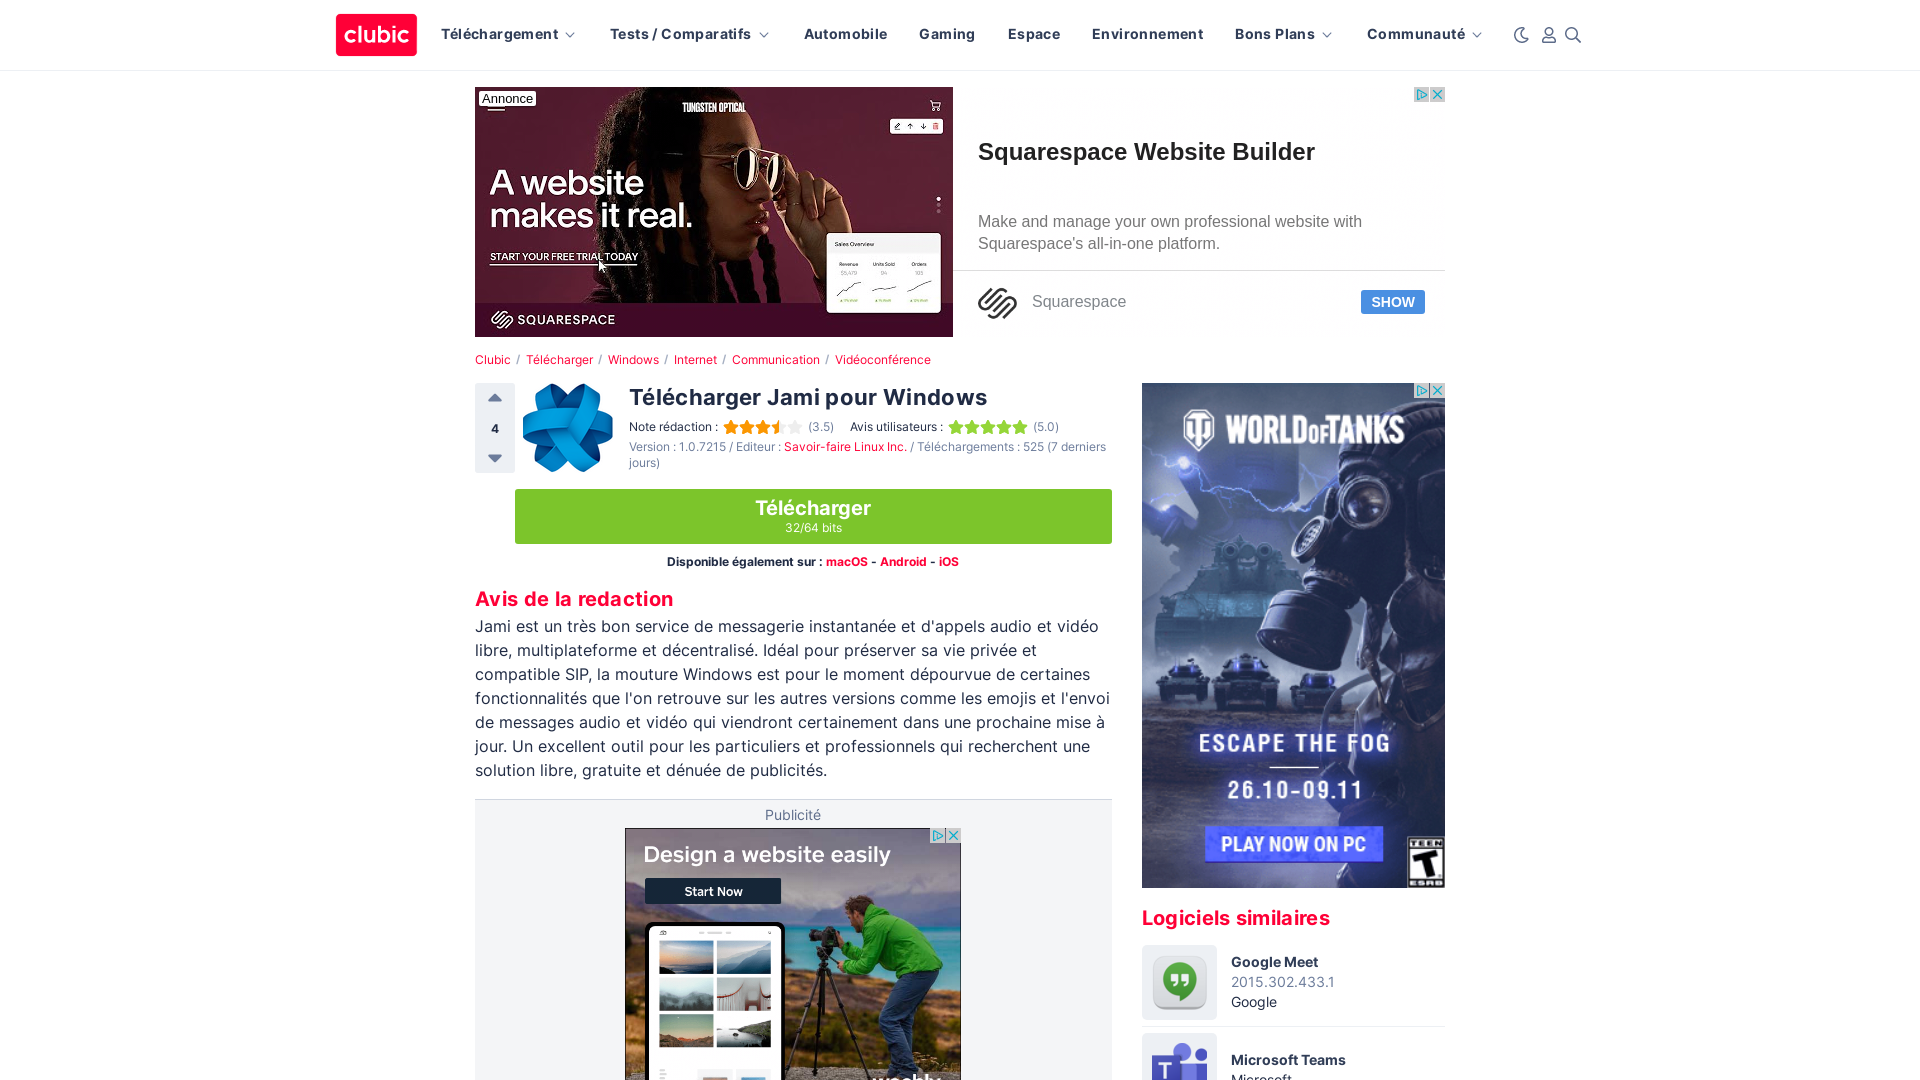 clubic
Téléchargement
Tests / Comparatifs
Automobile
Gaming
Espace
Environnement
Bons Plans
Communauté
Annonce
TUNGSTEN OPTICAL
A website
makes it real.
START YOUR FREE TRIAL TODAY
Sales Overview
Revenue
Units Sold
Orders
SQUARESPACE
Squarespace Website Builder
Make and manage your own professional website with
Squarespace's all-in-one platform.
Squarespace
SHOW
Clubic / Télécharger / Windows / Internet / Communication / Vidéoconférence
4
Télécharger Jami pour Windows
Note rédaction : (3.5) Avis utilisateurs : (5.0)
Version : 1.0.7215 / Editeur : Savoir-faire Linux Inc. / Téléchargements : 525 (7 derniers
jours)
Télécharger
32/64 bits
Disponible également sur : macOS - Android - iOS
Avis de la redaction
Jami est un très bon service de messagerie instantanée et d'appels audio et vidéo
libre, multiplateforme et décentralisé. Idéal pour préserver sa vie privée et
compatible SIP, la mouture Windows est pour le moment dépourvue de certaines
fonctionnalités que l'on retrouve sur les autres versions comme les emojis et l'envoi
de messages audio et vidéo qui viendront certainement dans une prochaine mise à
jour. Un excellent outil pour les particuliers et professionnels qui recherchent une
solution libre, gratuite et dénuée de publicités.
Publicité
Design a website easily
Start Now
weebly
WORLD OF TANKS
ESCAPE THE FOG
26.10-09.11
PLAY NOW ON PC
TEEN
T
ESRB
Logiciels similaires
Google Meet
2015.302.433.1
Google
Microsoft Teams
Microsoft